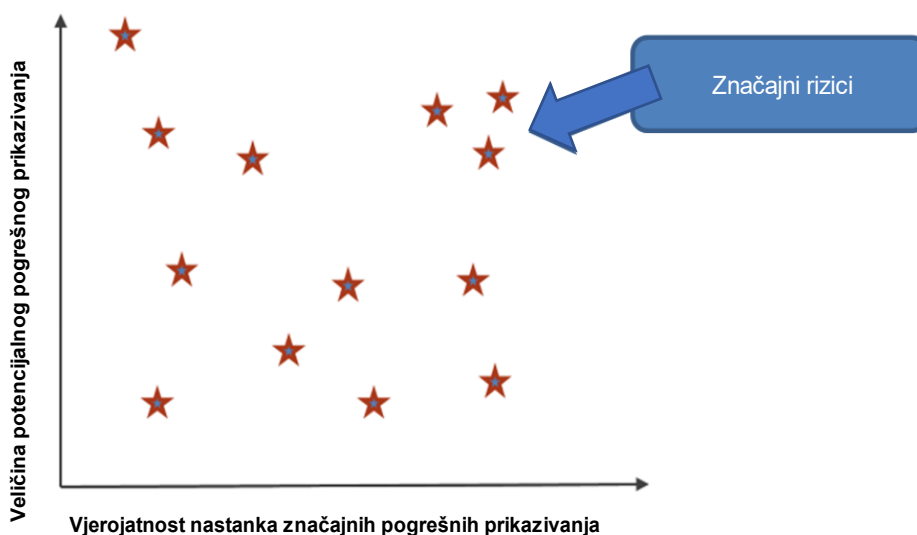 Veličina potencijalnog pogrešnog prikazivanja
Značajni rizici
Vjerojatnost nastanka značajnih pogrešnih prikazivanja